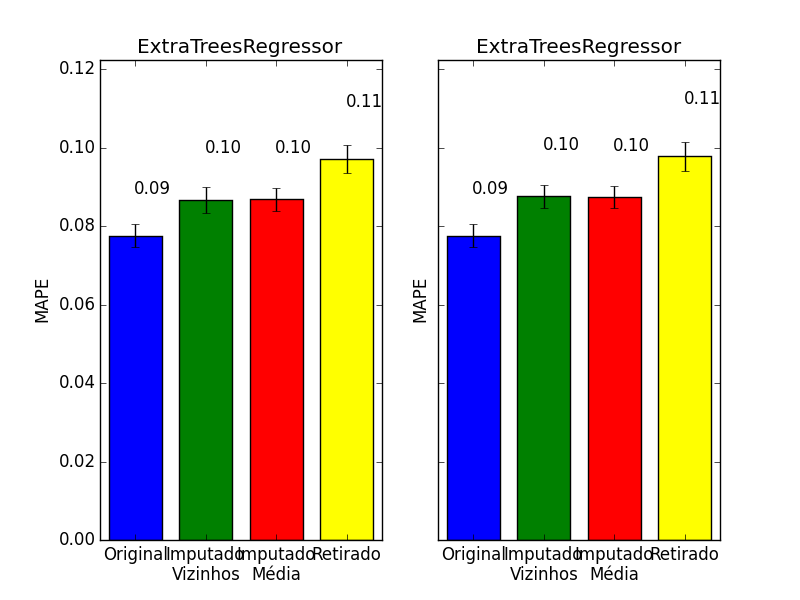 ExtraTreesRegressor
MAPE
0.12
0.10
0.08
0.06
0.04
0.02
0.00
0.09
0.10
0.10
0.11
Original
Imputado
Vizinhos
Imputado
Média
Retirado
ExtraTreesRegressor
MAPE
0.09
0.10
0.10
0.11
Original
Imputado
Vizinhos
Imputado
Média
Retirado